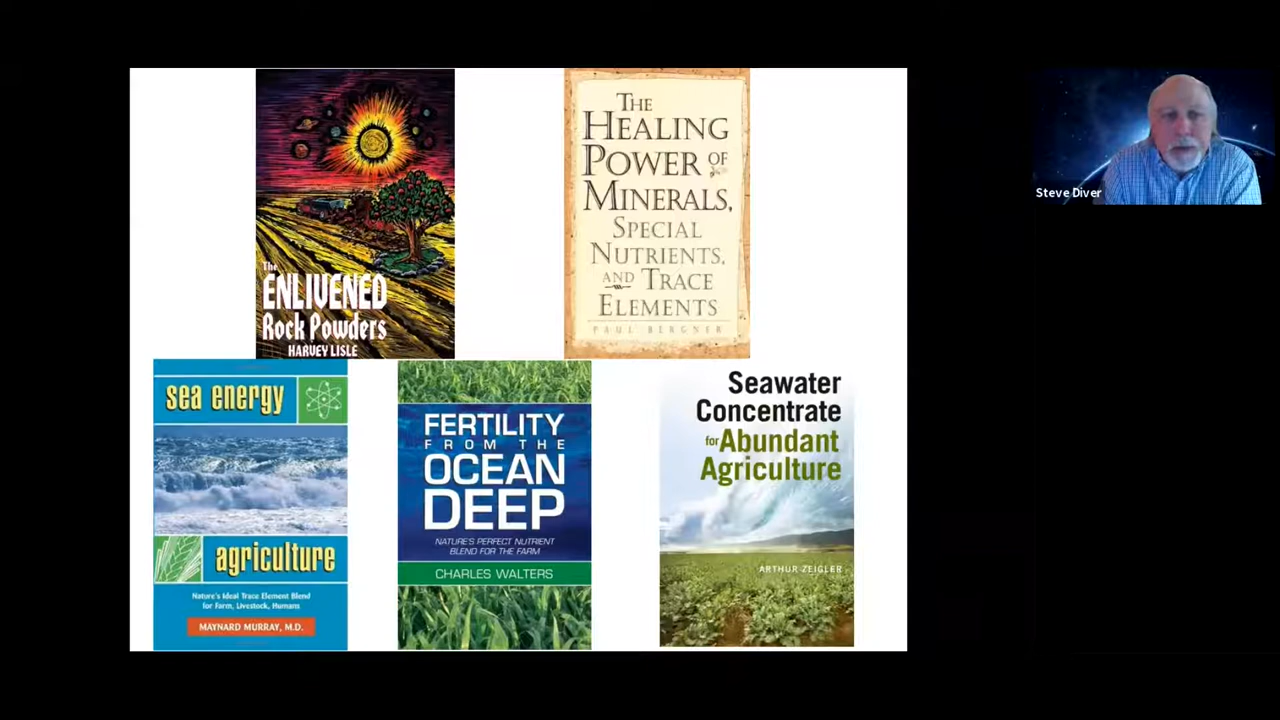 The
ENLIVENED
Rock Powders
HARVEY LISLE
THE
HEALING
POWER OF
MINERALS,
SPECIAL
NUTRIENTS,
AND TRACE
ELEMENTS
PAUL BERGNER
Steve Diver
sea energy
agriculture
Nature's Ideal Trace Element Blend
for Farm, Livestock, Humans
MAYNARD MURRAY, M.D.
FERTILITY
FROM THE
OCEAN
DEEP
NATURE'S PERFECT NUTRIENT
BLEND FOR THE FARM
CHARLES WALTERS
Seawater
Concentrate
for Abundant
Agriculture
ARTHUR ZEIGLER